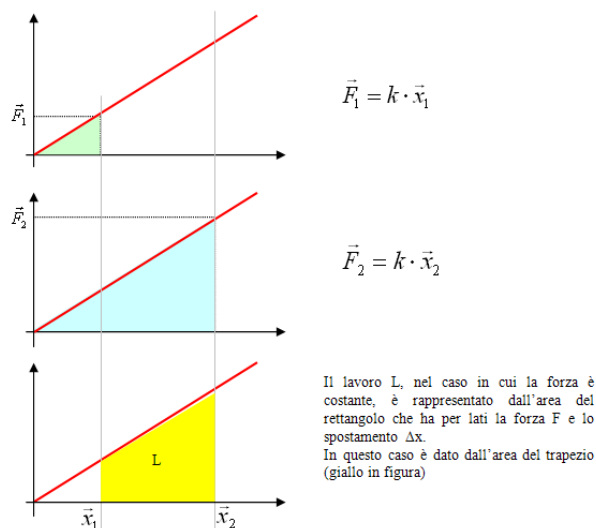 F⃗₁
F⃗₁ = k · x⃗₁
F⃗₂
F⃗₂ = k · x⃗₂
L
x⃗₁
x⃗₂
Il lavoro L, nel caso in cui la forza è
costante, è rappresentato dall'area del
rettangolo che ha per lati la forza F e lo
spostamento Δx.
In questo caso è dato dall'area del trapezio
(giallo in figura)